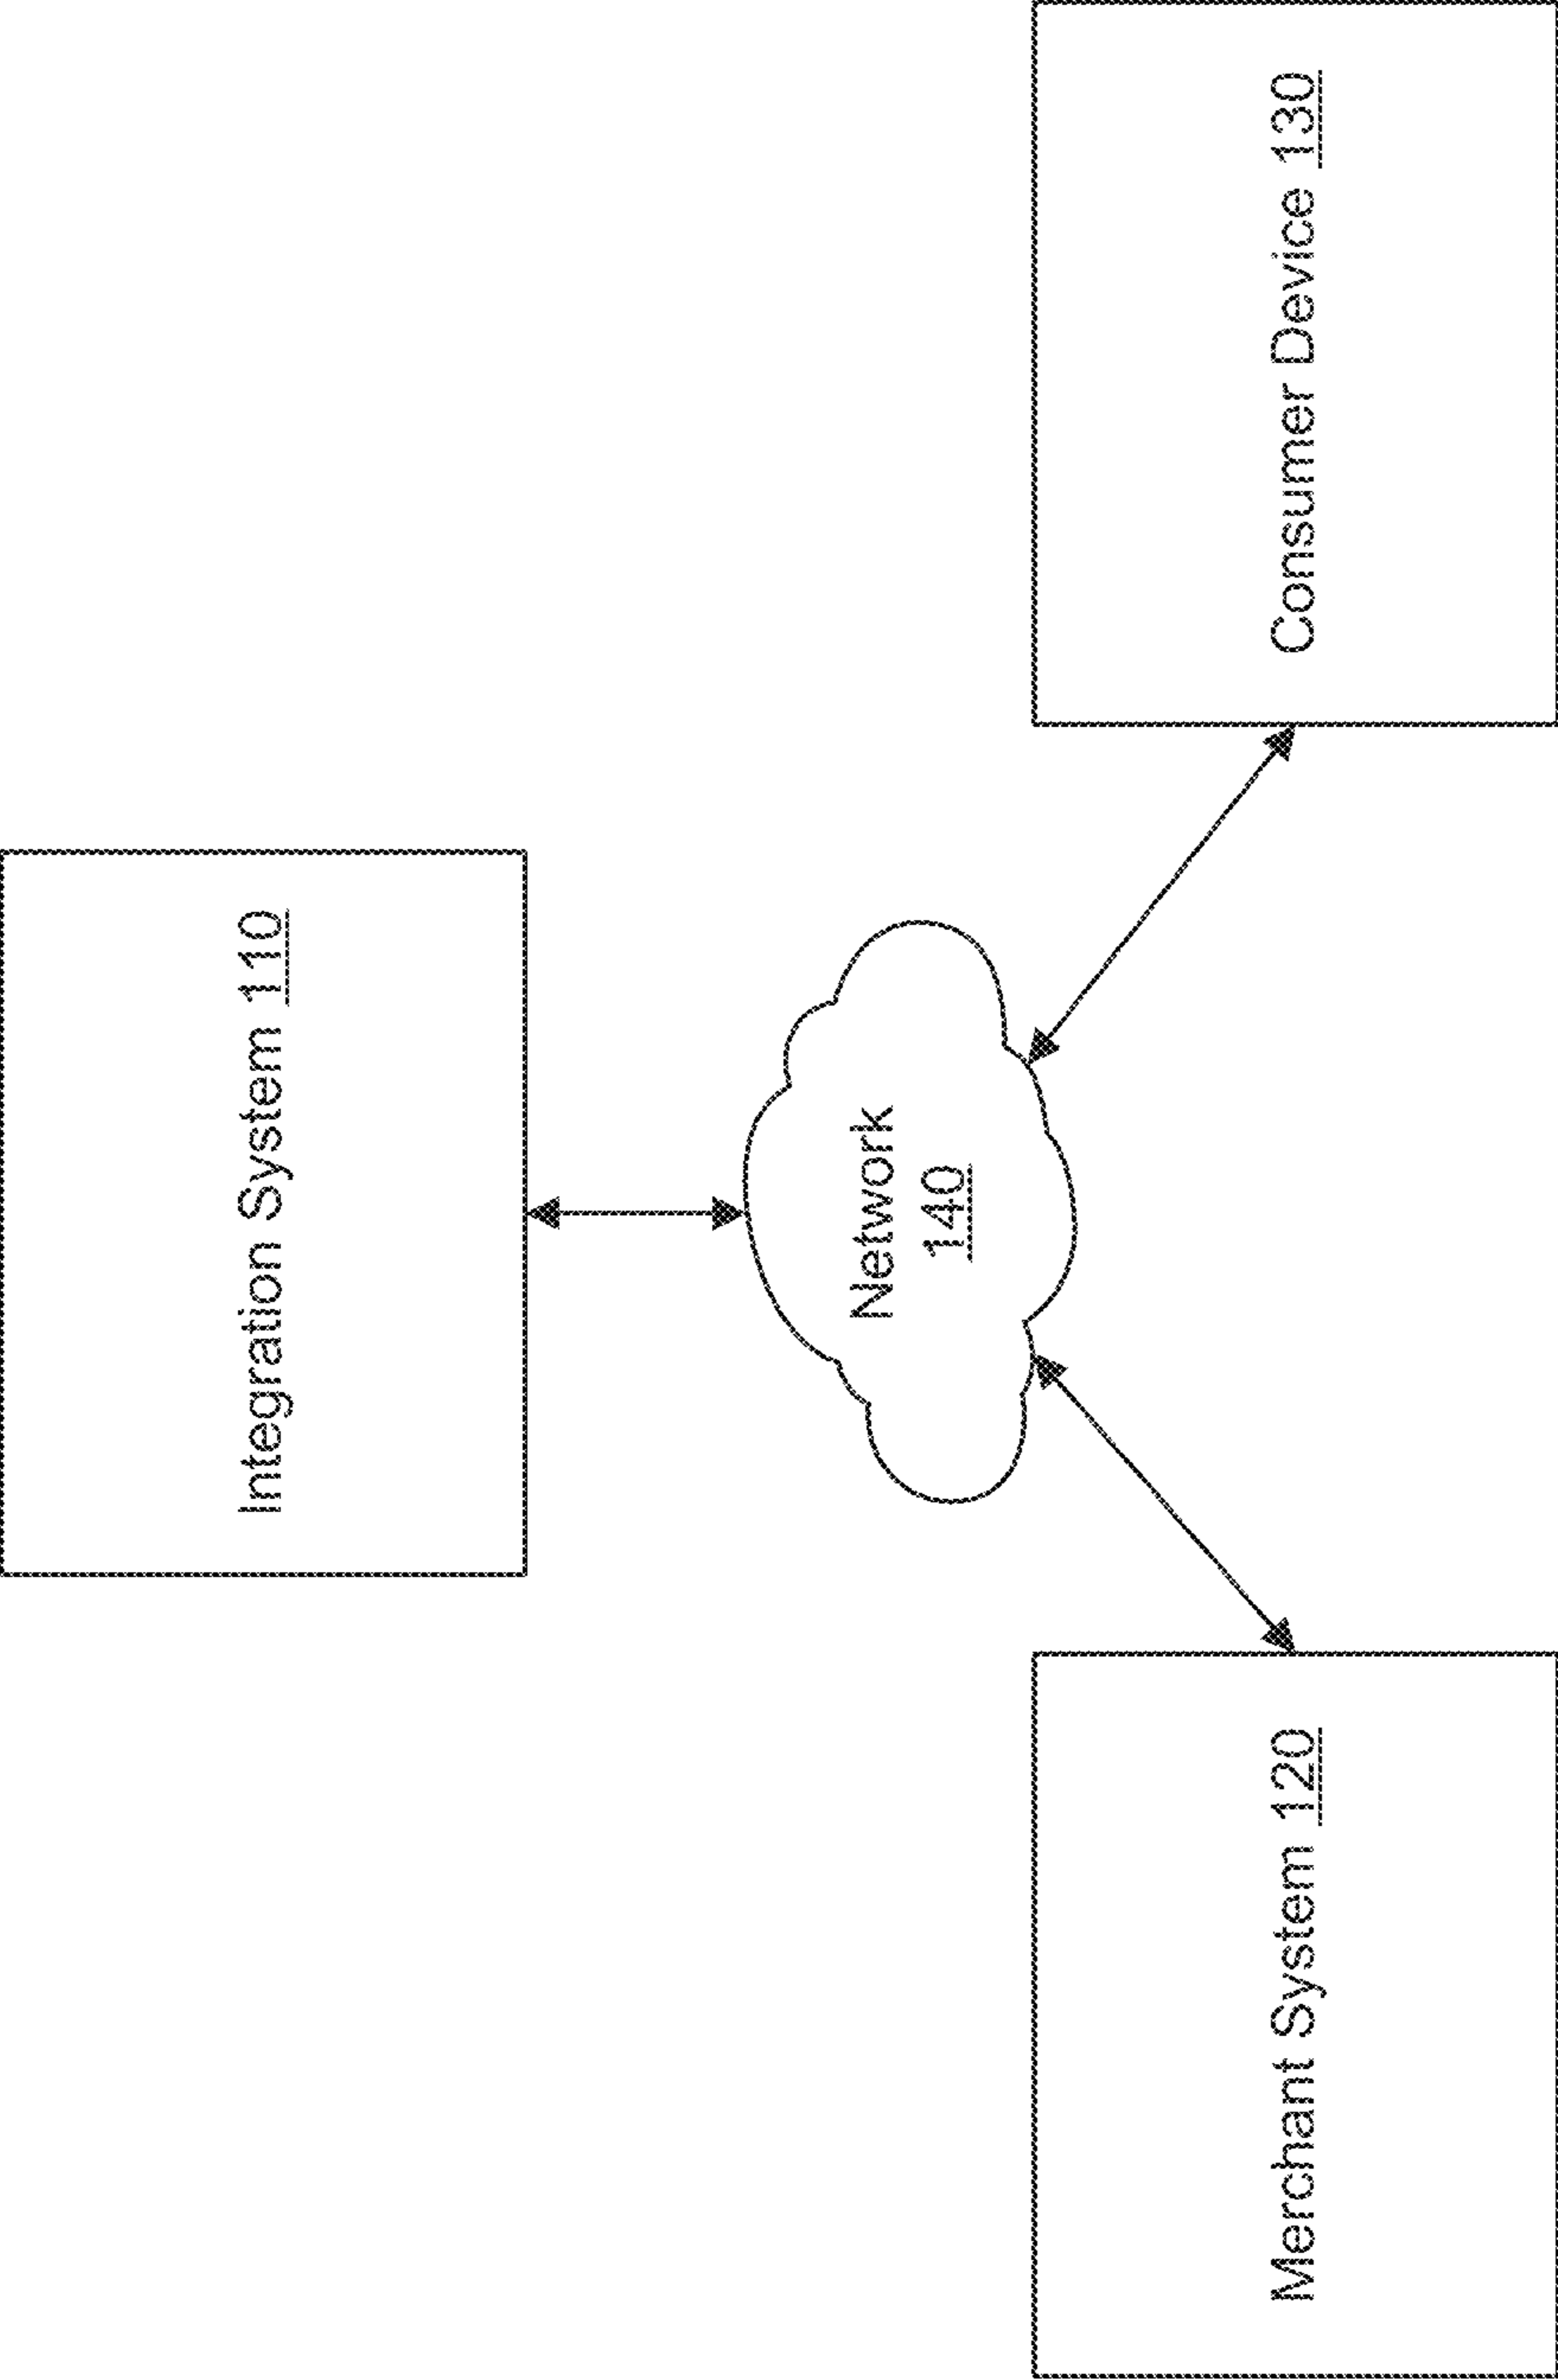 Integration System 110
Network
140
Merchant System 120
Consumer Device 130